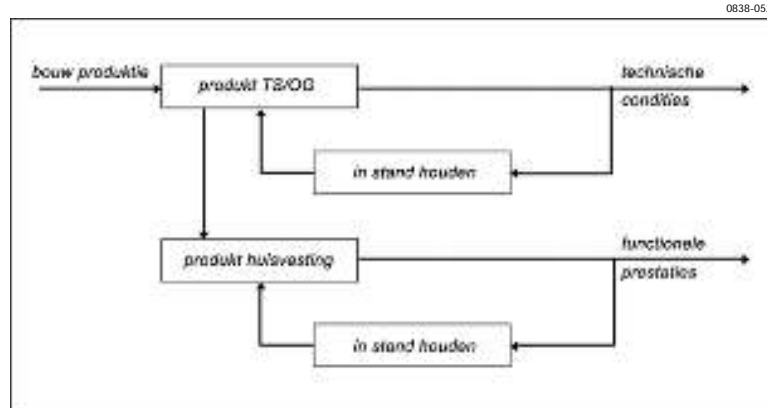 0838-05
bouw produktie
produkt TS/OG
technische
condities
in stand houden
produkt huisvesting
functionele
prestaties
in stand houden